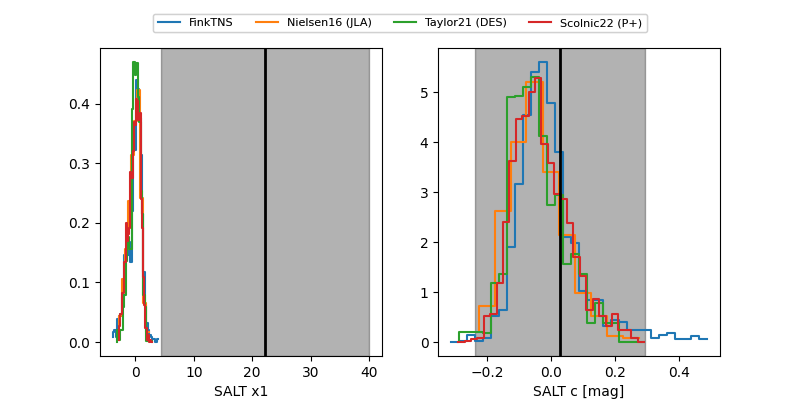 FinkTNS Nielsen16 (JLA) Taylor21 (DES) Scolnic22 (P+)
0.4
0.3
0.2
0.1
0.0
0 10 20 30 40
SALT x1
5
4
3
2
1
0
−0.2 0.0 0.2 0.4
SALT c [mag]